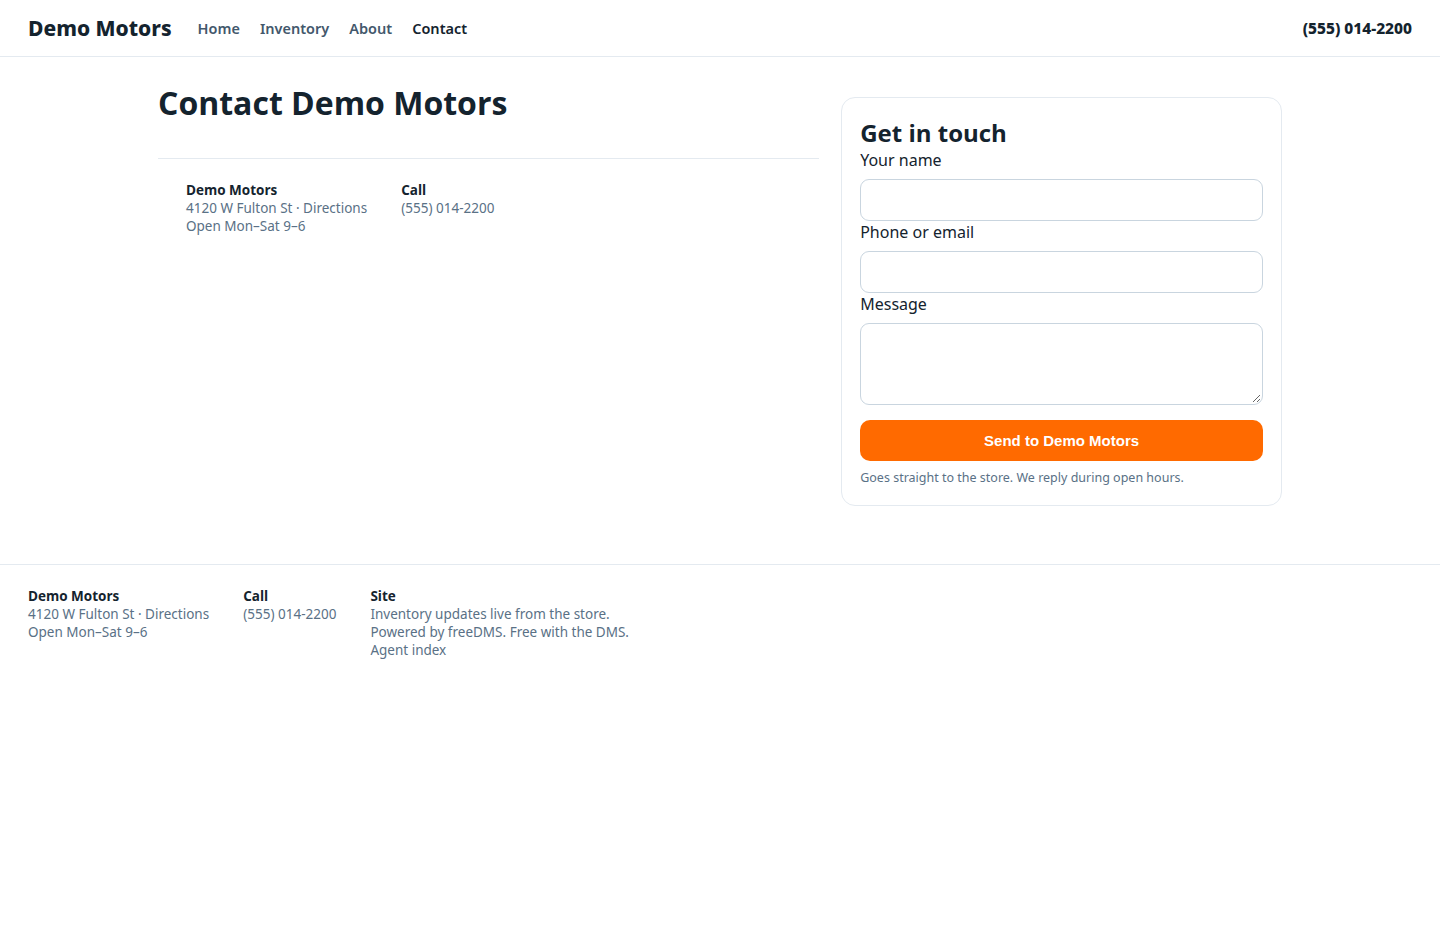 Demo Motors Home Inventory About Contact (555) 014-2200
Contact Demo Motors
Demo Motors
4120 W Fulton St · Directions
Open Mon–Sat 9–6
Call
(555) 014-2200
Get in touch
Your name
Phone or email
Message
Send to Demo Motors
Goes straight to the store. We reply during open hours.
Demo Motors
4120 W Fulton St · Directions
Open Mon–Sat 9–6
Call
(555) 014-2200
Site
Inventory updates live from the store.
Powered by freeDMS. Free with the DMS.
Agent index